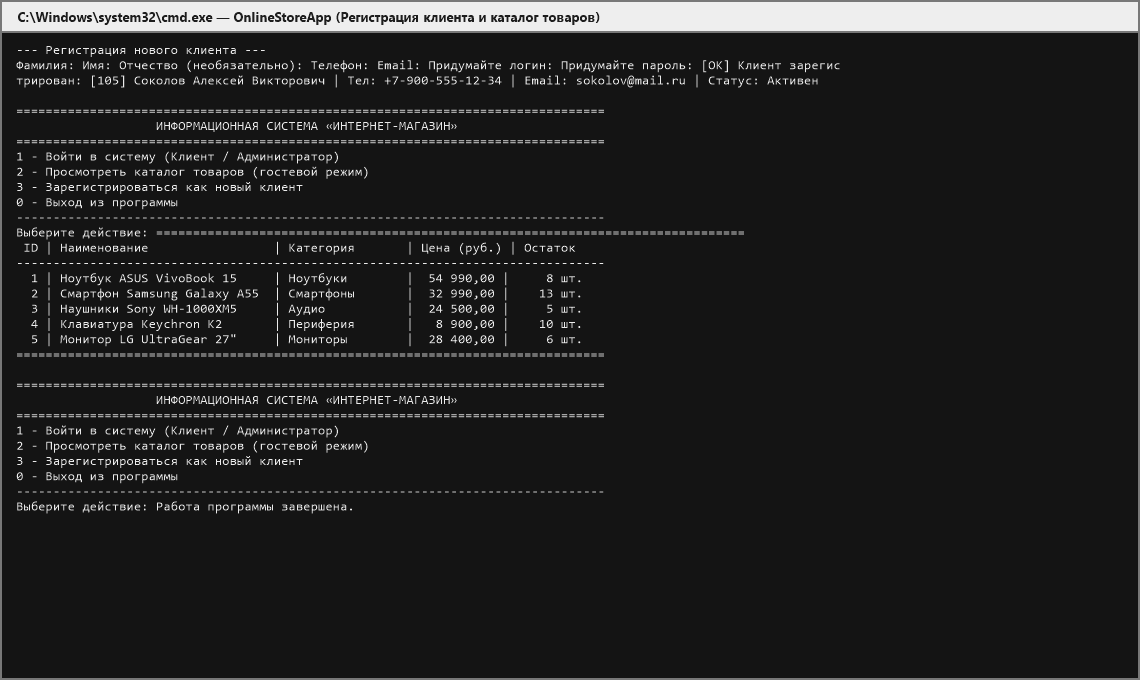 C:\Windows\system32\cmd.exe — OnlineStoreApp (Регистрация клиента и каталог товаров)
--- Регистрация нового клиента ---
Фамилия: Имя: Отчество (необязательно): Телефон: Email: Придумайте логин: Придумайте пароль: [OK] Клиент зарегис
трирован: [105] Соколов Алексей Викторович | Тел: +7-900-555-12-34 | Email: sokolov@mail.ru | Статус: Активен
================================================================================
                   ИНФОРМАЦИОННАЯ СИСТЕМА «ИНТЕРНЕТ-МАГАЗИН»
================================================================================
1 - Войти в систему (Клиент / Администратор)
2 - Просмотреть каталог товаров (гостевой режим)
3 - Зарегистрироваться как новый клиент
0 - Выход из программы
--------------------------------------------------------------------------------
Выберите действие: ================================================================================
 ID | Наименование                 | Категория       | Цена (руб.) | Остаток
--------------------------------------------------------------------------------
  1 | Ноутбук ASUS VivoBook 15     | Ноутбуки        |  54 990,00 |     8 шт.
  2 | Смартфон Samsung Galaxy A55  | Смартфоны       |  32 990,00 |    13 шт.
  3 | Наушники Sony WH-1000XM5     | Аудио           |  24 500,00 |     5 шт.
  4 | Клавиатура Keychron K2       | Периферия       |   8 900,00 |    10 шт.
  5 | Монитор LG UltraGear 27"     | Мониторы        |  28 400,00 |     6 шт.
================================================================================
================================================================================
                   ИНФОРМАЦИОННАЯ СИСТЕМА «ИНТЕРНЕТ-МАГАЗИН»
================================================================================
1 - Войти в систему (Клиент / Администратор)
2 - Просмотреть каталог товаров (гостевой режим)
3 - Зарегистрироваться как новый клиент
0 - Выход из программы
--------------------------------------------------------------------------------
Выберите действие: Работа программы завершена.